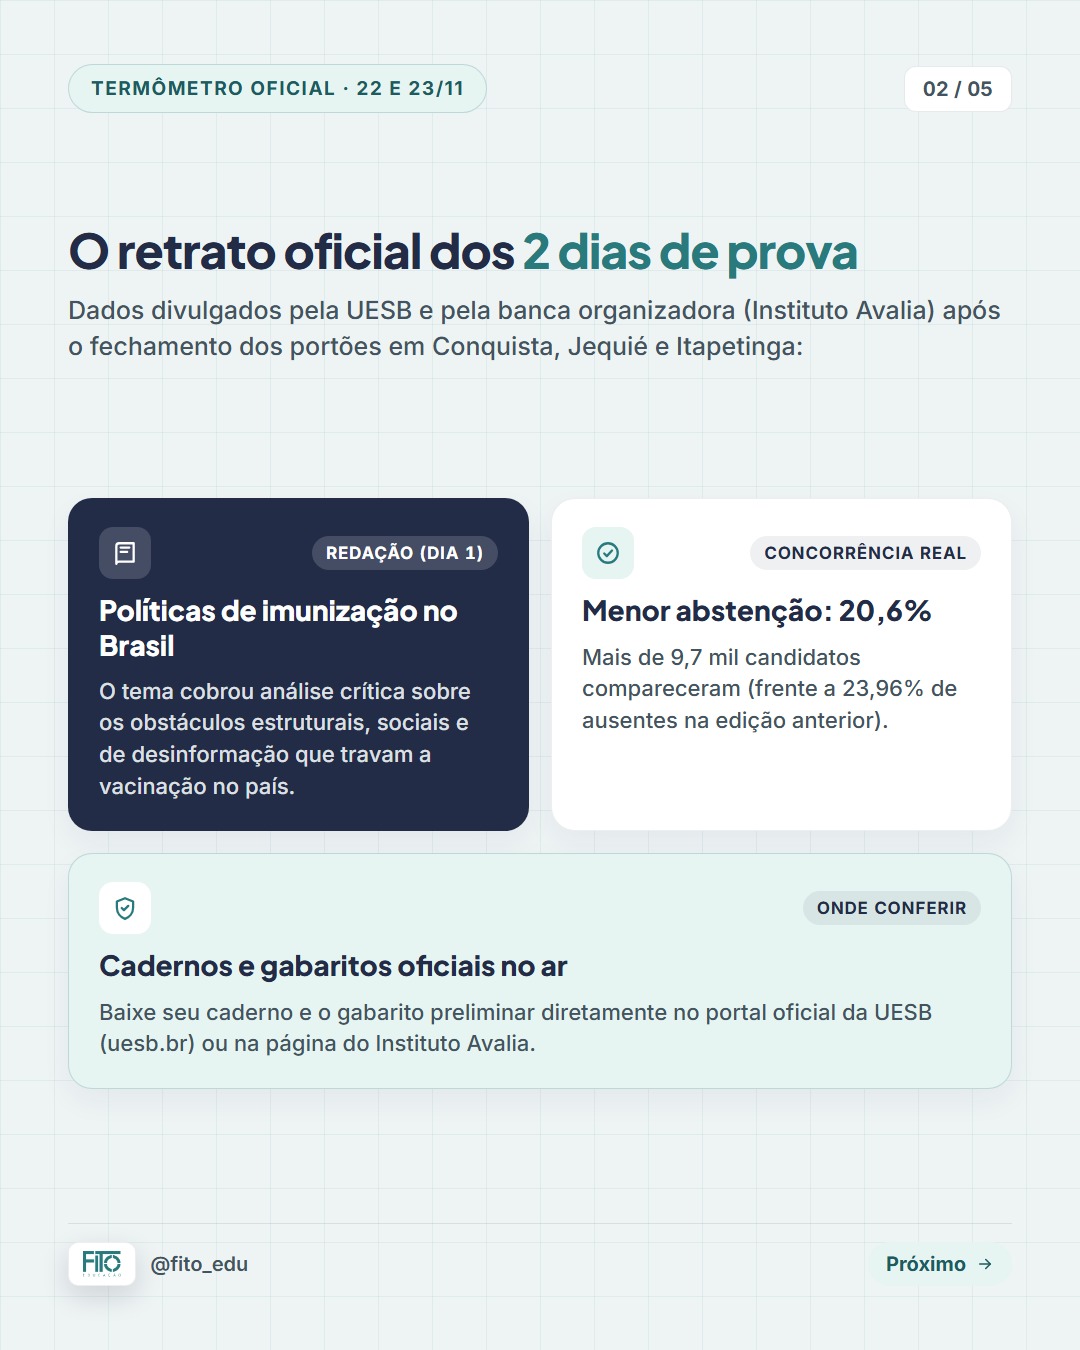 TERMÔMETRO OFICIAL · 22 E 23/11
02 / 05
O retrato oficial dos 2 dias de prova
Dados divulgados pela UESB e pela banca organizadora (Instituto Avalia) após
o fechamento dos portões em Conquista, Jequié e Itapetinga:
REDAÇÃO (DIA 1)
Políticas de imunização no
Brasil
O tema cobrou análise crítica sobre
os obstáculos estruturais, sociais e
de desinformação que travam a
vacinação no país.
CONCORRÊNCIA REAL
Menor abstenção: 20,6%
Mais de 9,7 mil candidatos
compareceram (frente a 23,96% de
ausentes na edição anterior).
ONDE CONFERIR
Cadernos e gabaritos oficiais no ar
Baixe seu caderno e o gabarito preliminar diretamente no portal oficial da UESB
(uesb.br) ou na página do Instituto Avalia.
FITO
EDUCAÇÃO
@fito_edu
Próximo →